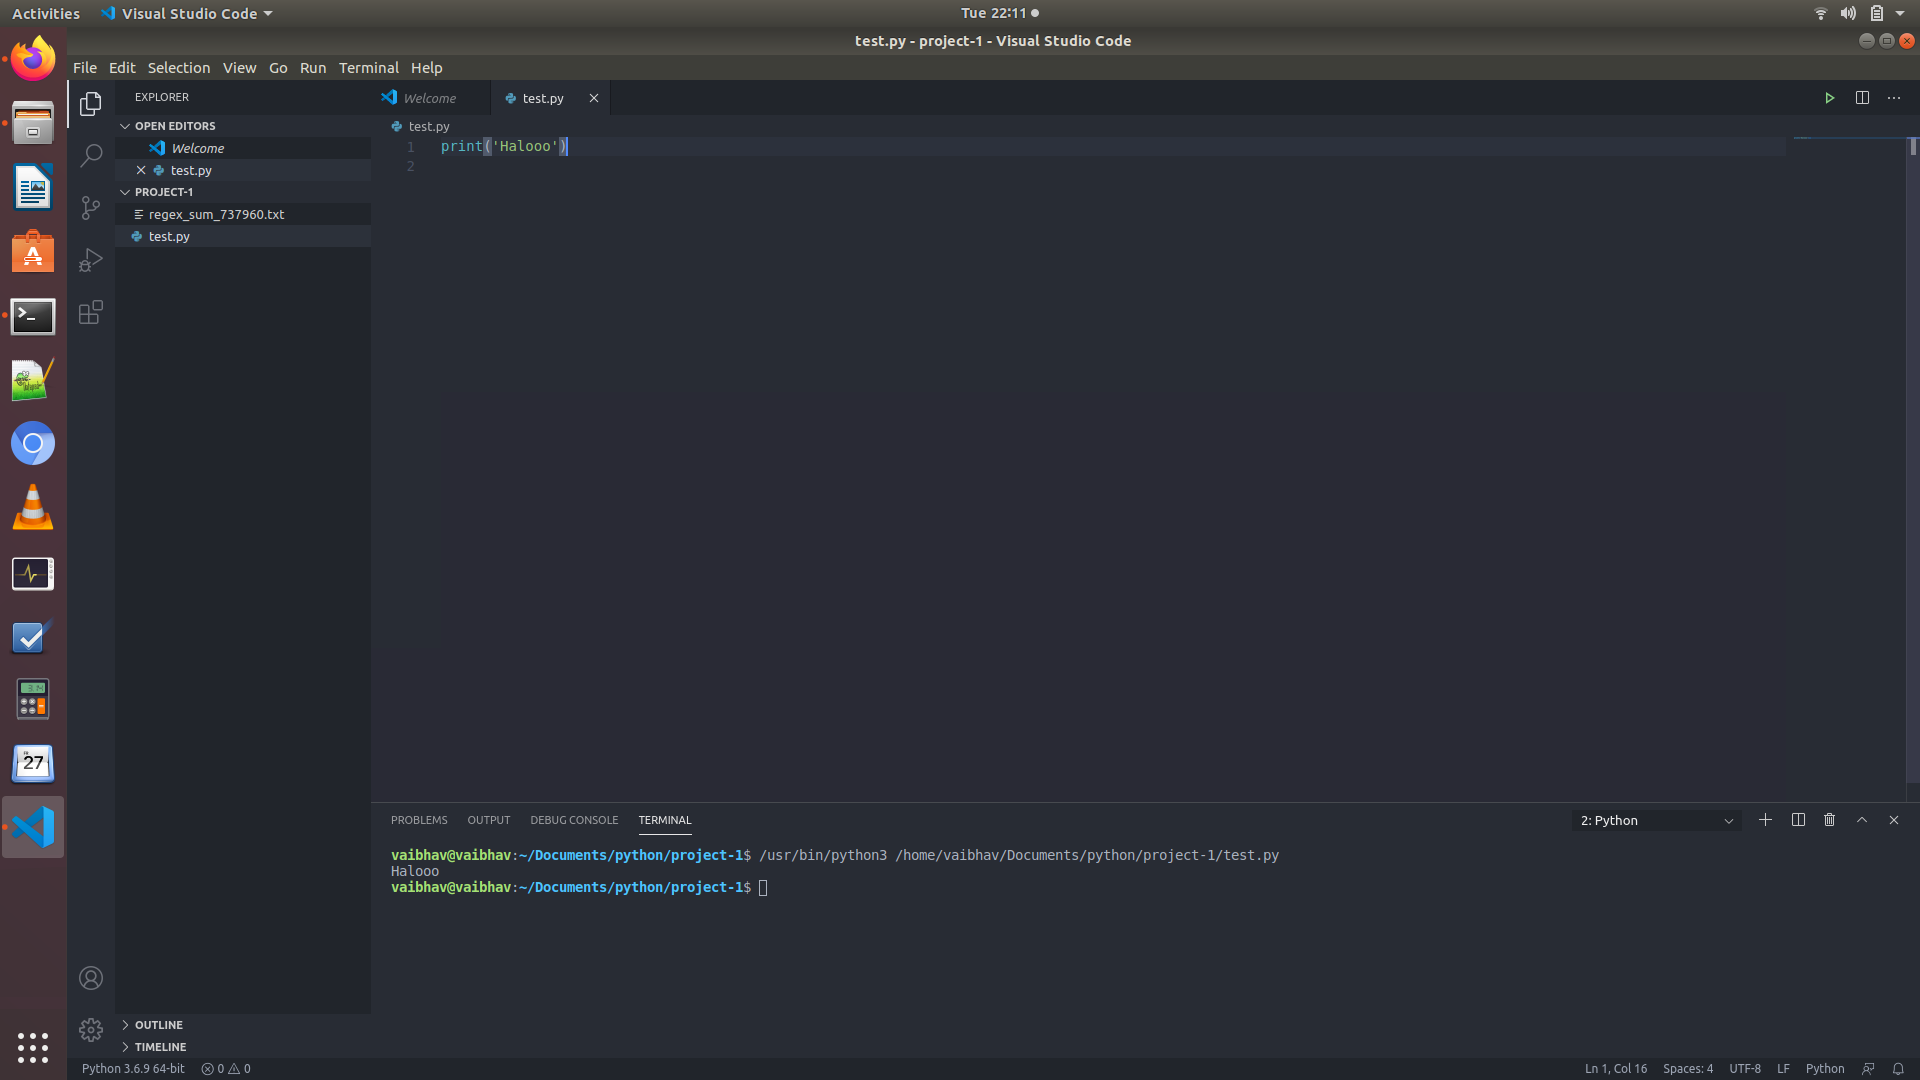 Activities
Visual Studio Code
Tue 22:11
test.py - project-1 - Visual Studio Code
File Edit Selection View Go Run Terminal Help
EXPLORER
OPEN EDITORS
Welcome
test.py
PROJECT-1
regex_sum_737960.txt
test.py
OUTLINE
TIMELINE
Welcome
test.py
test.py
1 print('Halooo')
2
PROBLEMS OUTPUT DEBUG CONSOLE TERMINAL
2: Python
vaibhav@vaibhav:~/Documents/python/project-1$ /usr/bin/python3 /home/vaibhav/Documents/python/project-1/test.py
Halooo
vaibhav@vaibhav:~/Documents/python/project-1$
27
Python 3.6.9 64-bit 0 0
Ln 1, Col 16 Spaces: 4 UTF-8 LF Python